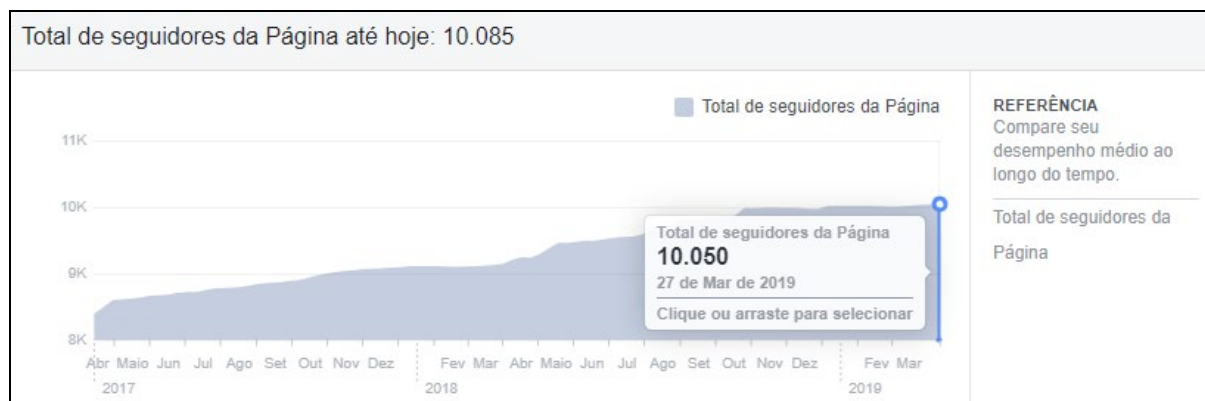 Total de seguidores da Página até hoje: 10.085
Total de seguidores da Página
REFERÊNCIA
Compare seu
desempenho médio ao
longo do tempo.
Total de seguidores da
Página
11K
10K
9K
8K
Total de seguidores da Página
10.050
27 de Mar de 2019
Clique ou arraste para selecionar
Abr Maio Jun Jul Ago Set Out Nov Dez Fev Mar Abr Maio Jun Jul Ago Set Out Nov Dez Fev Mar
2017 2018 2019